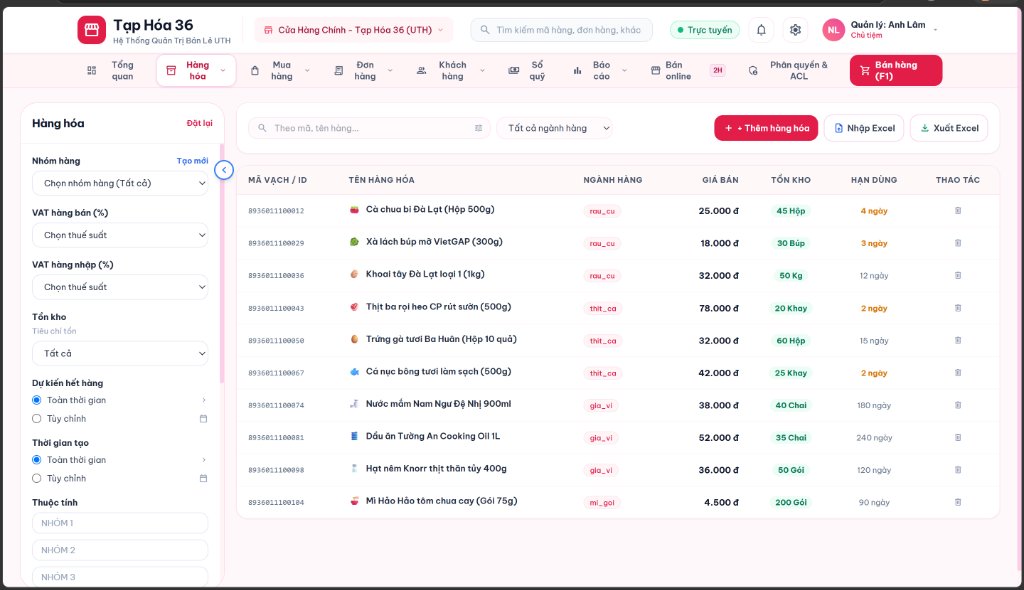 Tạp Hóa 36
Hệ Thống Quản Trị Bán Lẻ UTH
Cửa Hàng Chính - Tạp Hóa 36 (UTH)
Tìm kiếm mã hàng, đơn hàng, khác
Trực tuyến
NL
Quản lý: Anh Lâm
Chủ tiệm
Tổng quan
Hàng hóa
Mua hàng
Đơn hàng
Khách hàng
Sổ quỹ
Báo cáo
Bán online
2H
Phân quyền & ACL
Bán hàng (F1)
Hàng hóa
Đặt lại
Nhóm hàng
Tạo mới
Chọn nhóm hàng (Tất cả)
VAT hàng bán (%)
Chọn thuế suất
VAT hàng nhập (%)
Chọn thuế suất
Tồn kho
Tiêu chí tồn
Tất cả
Dự kiến hết hàng
Toàn thời gian
Tùy chỉnh
Thời gian tạo
Toàn thời gian
Tùy chỉnh
Thuộc tính
NHÓM 1
NHÓM 2
NHÓM 3
Theo mã, tên hàng...
Tất cả ngành hàng
+ Thêm hàng hóa
Nhập Excel
Xuất Excel
MÃ VẠCH / ID TÊN HÀNG HÓA NGÀNH HÀNG GIÁ BÁN TỒN KHO HẠN DÙNG THAO TÁC
8936011100012 Cà chua bi Đà Lạt (Hộp 500g) rau_cu 25.000 đ 45 Hộp 4 ngày
8936011100029 Xà lách búp mỡ VietGAP (300g) rau_cu 18.000 đ 30 Búp 3 ngày
8936011100036 Khoai tây Đà Lạt loại 1 (1kg) rau_cu 32.000 đ 50 Kg 12 ngày
8936011100043 Thịt ba rọi heo CP rút sườn (500g) thit_ca 78.000 đ 20 Khay 2 ngày
8936011100050 Trứng gà tươi Ba Huân (Hộp 10 quả) thit_ca 32.000 đ 60 Hộp 15 ngày
8936011100067 Cá nục bông tươi làm sạch (500g) thit_ca 42.000 đ 25 Khay 2 ngày
8936011100074 Nước mắm Nam Ngư Đệ Nhị 900ml gia_vi 38.000 đ 40 Chai 180 ngày
8936011100081 Dầu ăn Tường An Cooking Oil 1L gia_vi 52.000 đ 35 Chai 240 ngày
8936011100098 Hạt nêm Knorr thịt thăn tủy 400g gia_vi 36.000 đ 50 Gói 120 ngày
8936011100104 Mì Hảo Hảo tôm chua cay (Gói 75g) mi_goi 4.500 đ 200 Gói 90 ngày